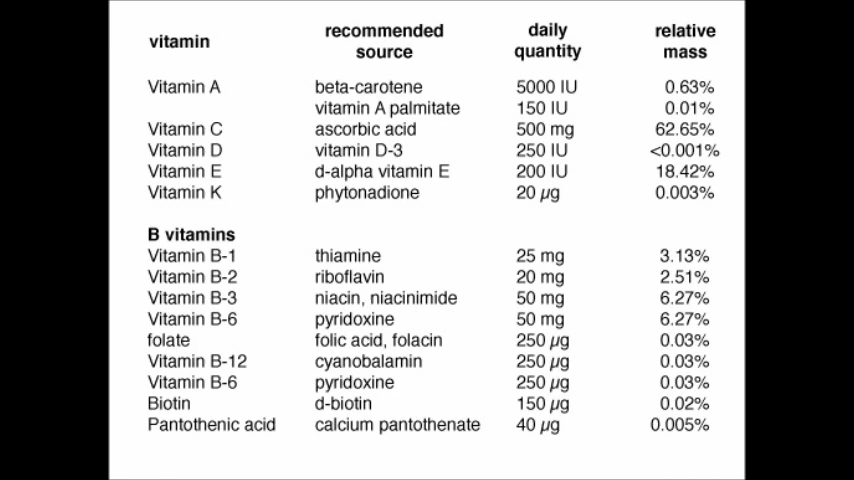 vitamin recommended source daily quantity relative mass
Vitamin A beta-carotene 5000 IU 0.63%
vitamin A palmitate 150 IU 0.01%
Vitamin C ascorbic acid 500 mg 62.65%
Vitamin D vitamin D-3 250 IU <0.001%
Vitamin E d-alpha vitamin E 200 IU 18.42%
Vitamin K phytonadione 20 µg 0.003%
B vitamins
Vitamin B-1 thiamine 25 mg 3.13%
Vitamin B-2 riboflavin 20 mg 2.51%
Vitamin B-3 niacin, niacinimide 50 mg 6.27%
Vitamin B-6 pyridoxine 50 mg 6.27%
folate folic acid, folacin 250 µg 0.03%
Vitamin B-12 cyanobalamin 250 µg 0.03%
Vitamin B-6 pyridoxine 250 µg 0.03%
Biotin d-biotin 150 µg 0.02%
Pantothenic acid calcium pantothenate 40 µg 0.005%